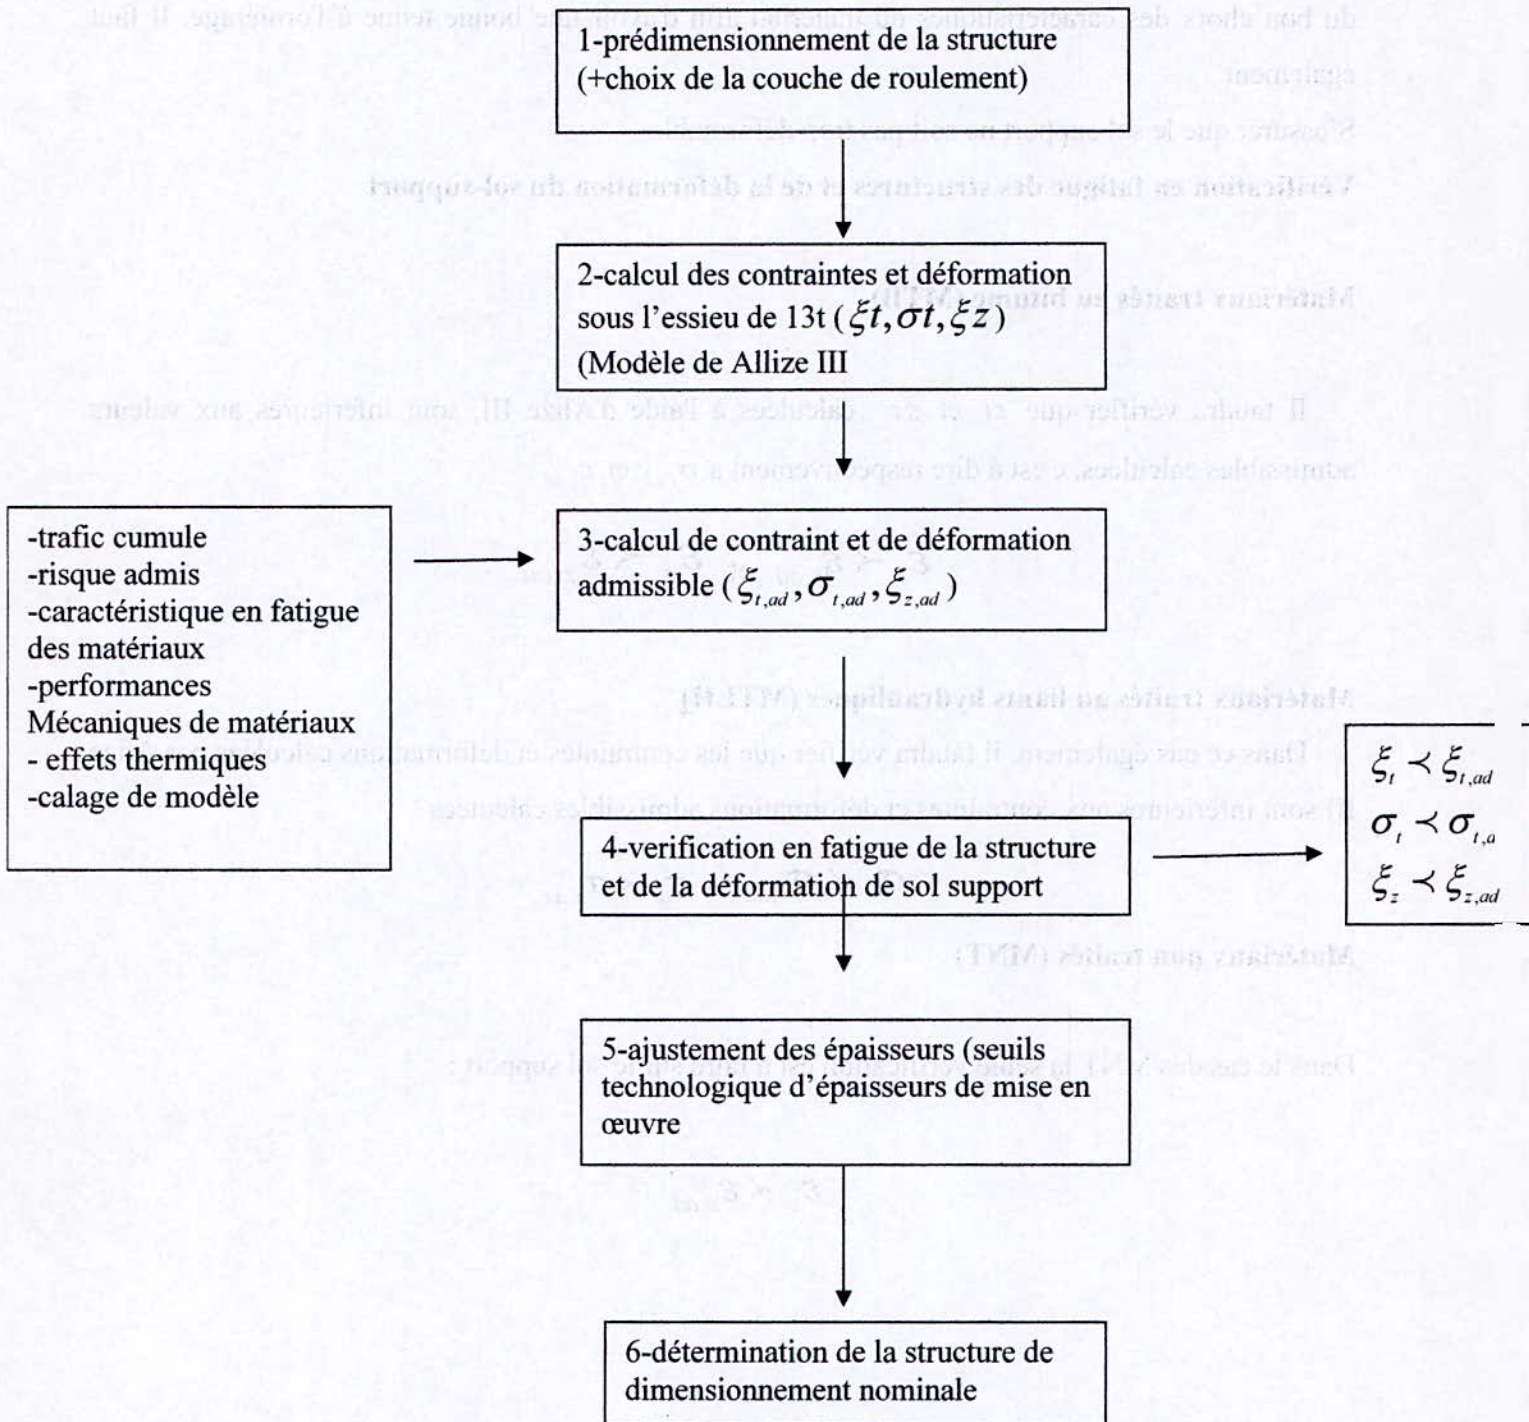 1-prédimensionnement de la structure
(+choix de la couche de roulement)
2-calcul des contraintes et déformation
sous l'essieu de 13t (ξt,σt,ξz)
(Modèle de Allize III
-trafic cumule
-risque admis
-caractéristique en fatigue
des matériaux
-performances
Mécaniques de matériaux
- effets thermiques
-calage de modèle
3-calcul de contraint et de déformation
admissible (ξt,ad,σt,ad,ξz,ad)
4-verification en fatigue de la structure
et de la déformation de sol support
ξt ≺ ξt,ad
σt ≺ σt,a
ξz ≺ ξz,ad
5-ajustement des épaisseurs (seuils
technologique d'épaisseurs de mise en
œuvre
6-détermination de la structure de
dimensionnement nominale